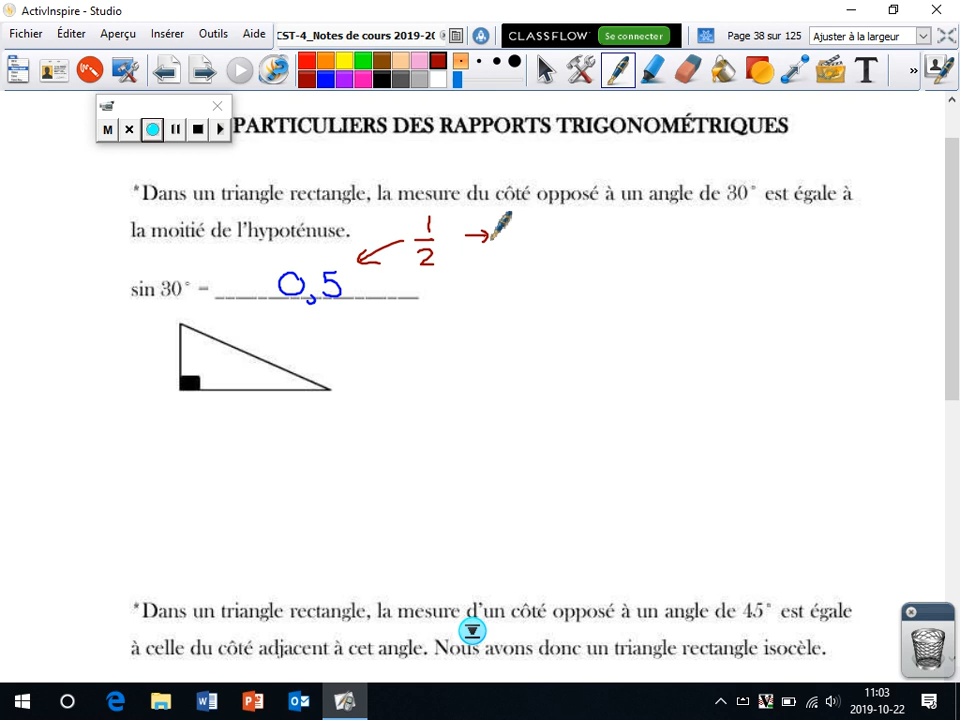 ActivInspire - Studio
Fichier Éditer Aperçu Insérer Outils Aide CST-4_Notes de cours 2019-20 CLASSFLOW Se connecter Page 38 sur 125 Ajuster à la largeur
T »
M
PARTICULIERS DES RAPPORTS TRIGONOMÉTRIQUES
*Dans un triangle rectangle, la mesure du côté opposé à un angle de 30° est égale à
la moitié de l'hypoténuse. 1/2 →
sin 30° = 0,5
*Dans un triangle rectangle, la mesure d'un côté opposé à un angle de 45° est égale
à celle du côté adjacent à cet angle. Nous avons donc un triangle rectangle isocèle.
11:03
2019-10-22